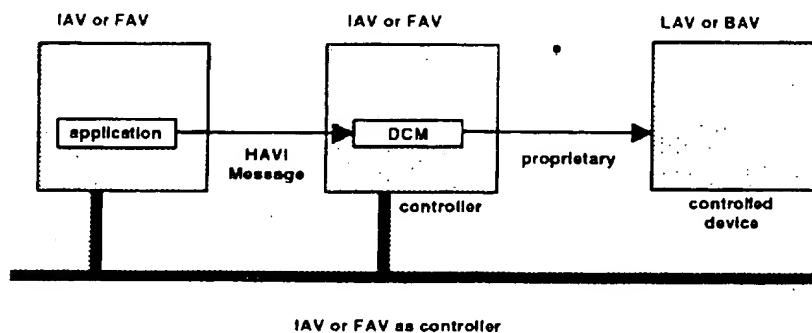 IAV or FAV
IAV or FAV
LAV or BAV
application
DCM
HAVI
Message
proprietary
controller
controlled
device
IAV or FAV as controller